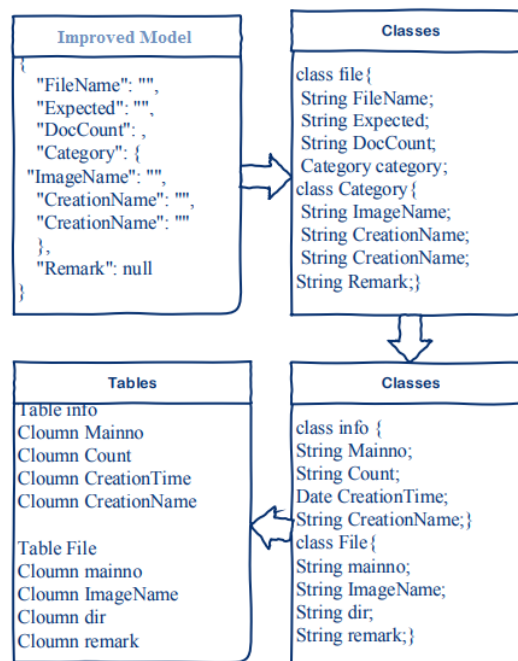 Improved Model
{
"FileName": "",
"Expected": "",
"DocCount": ,
"Category": {
"ImageName": "",
"CreationName": "",
"CreationName": ""
},
"Remark": null
}
Classes
class file{
String FileName;
String Expected;
String DocCount;
Category category;
class Category{
String ImageName;
String CreationName;
String CreationName;
String Remark;}
Tables
Table info
Cloumn Mainno
Cloumn Count
Cloumn CreationTime
Cloumn CreationName
Table File
Cloumn mainno
Cloumn ImageName
Cloumn dir
Cloumn remark
Classes
class info {
String Mainno;
String Count;
Date CreationTime;
String CreationName;}
class File{
String mainno;
String ImageName;
String dir;
String remark;}